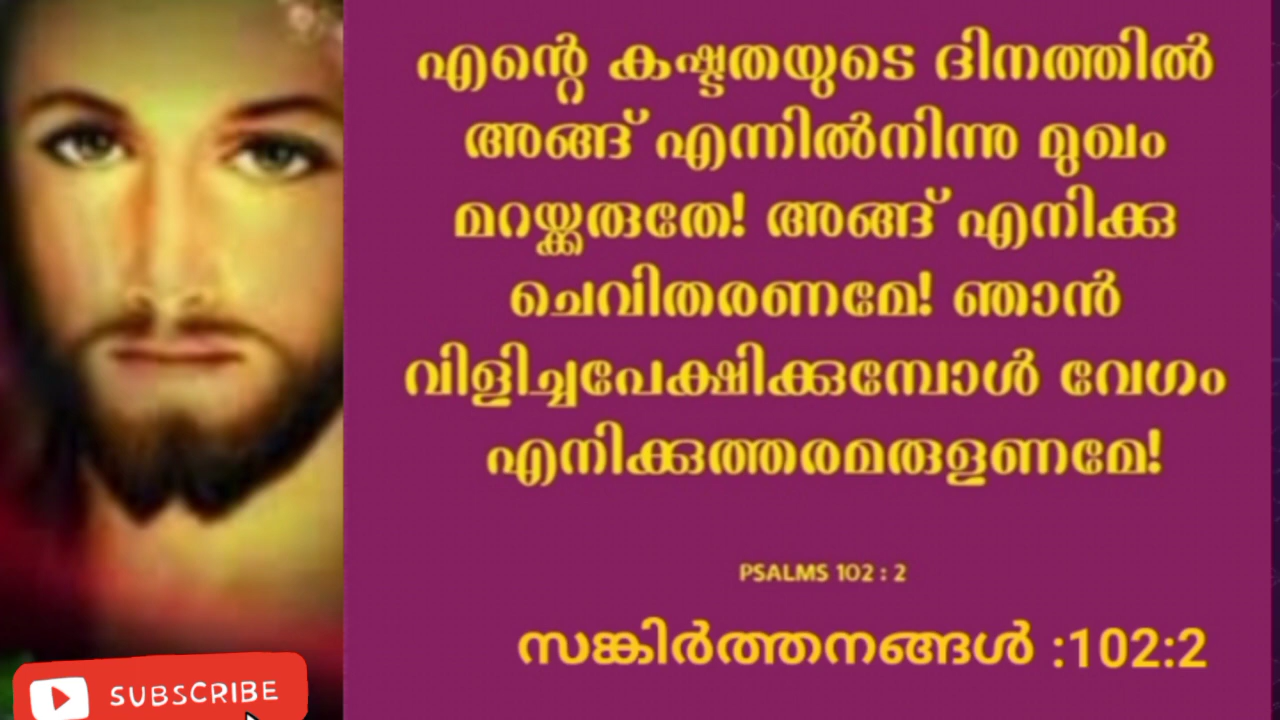 എന്റെ കഷ്ടതയുടെ ദിനത്തിൽ
അങ്ങ് എന്നിൽനിന്നു മുഖം
മറയ്ക്കരുതേ! അങ്ങ് എനിക്കു
ചെവിതരണമേ! ഞാൻ
വിളിച്ചപേക്ഷിക്കുമ്പോൾ വേഗം
എനിക്കുത്തരമരുളണമേ!
PSALMS 102 : 2
സങ്കിർത്തനങ്ങൾ :102:2
SUBSCRIBE